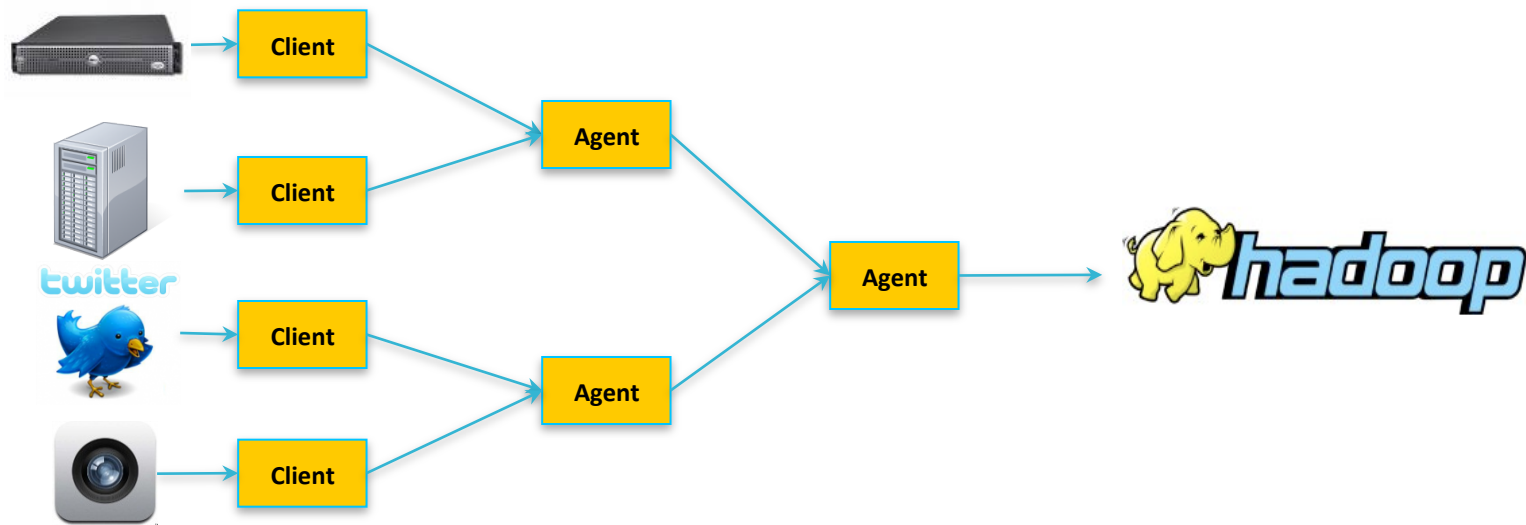 Client
Agent
Client
twitter
Agent
hadoop
Client
Agent
Client